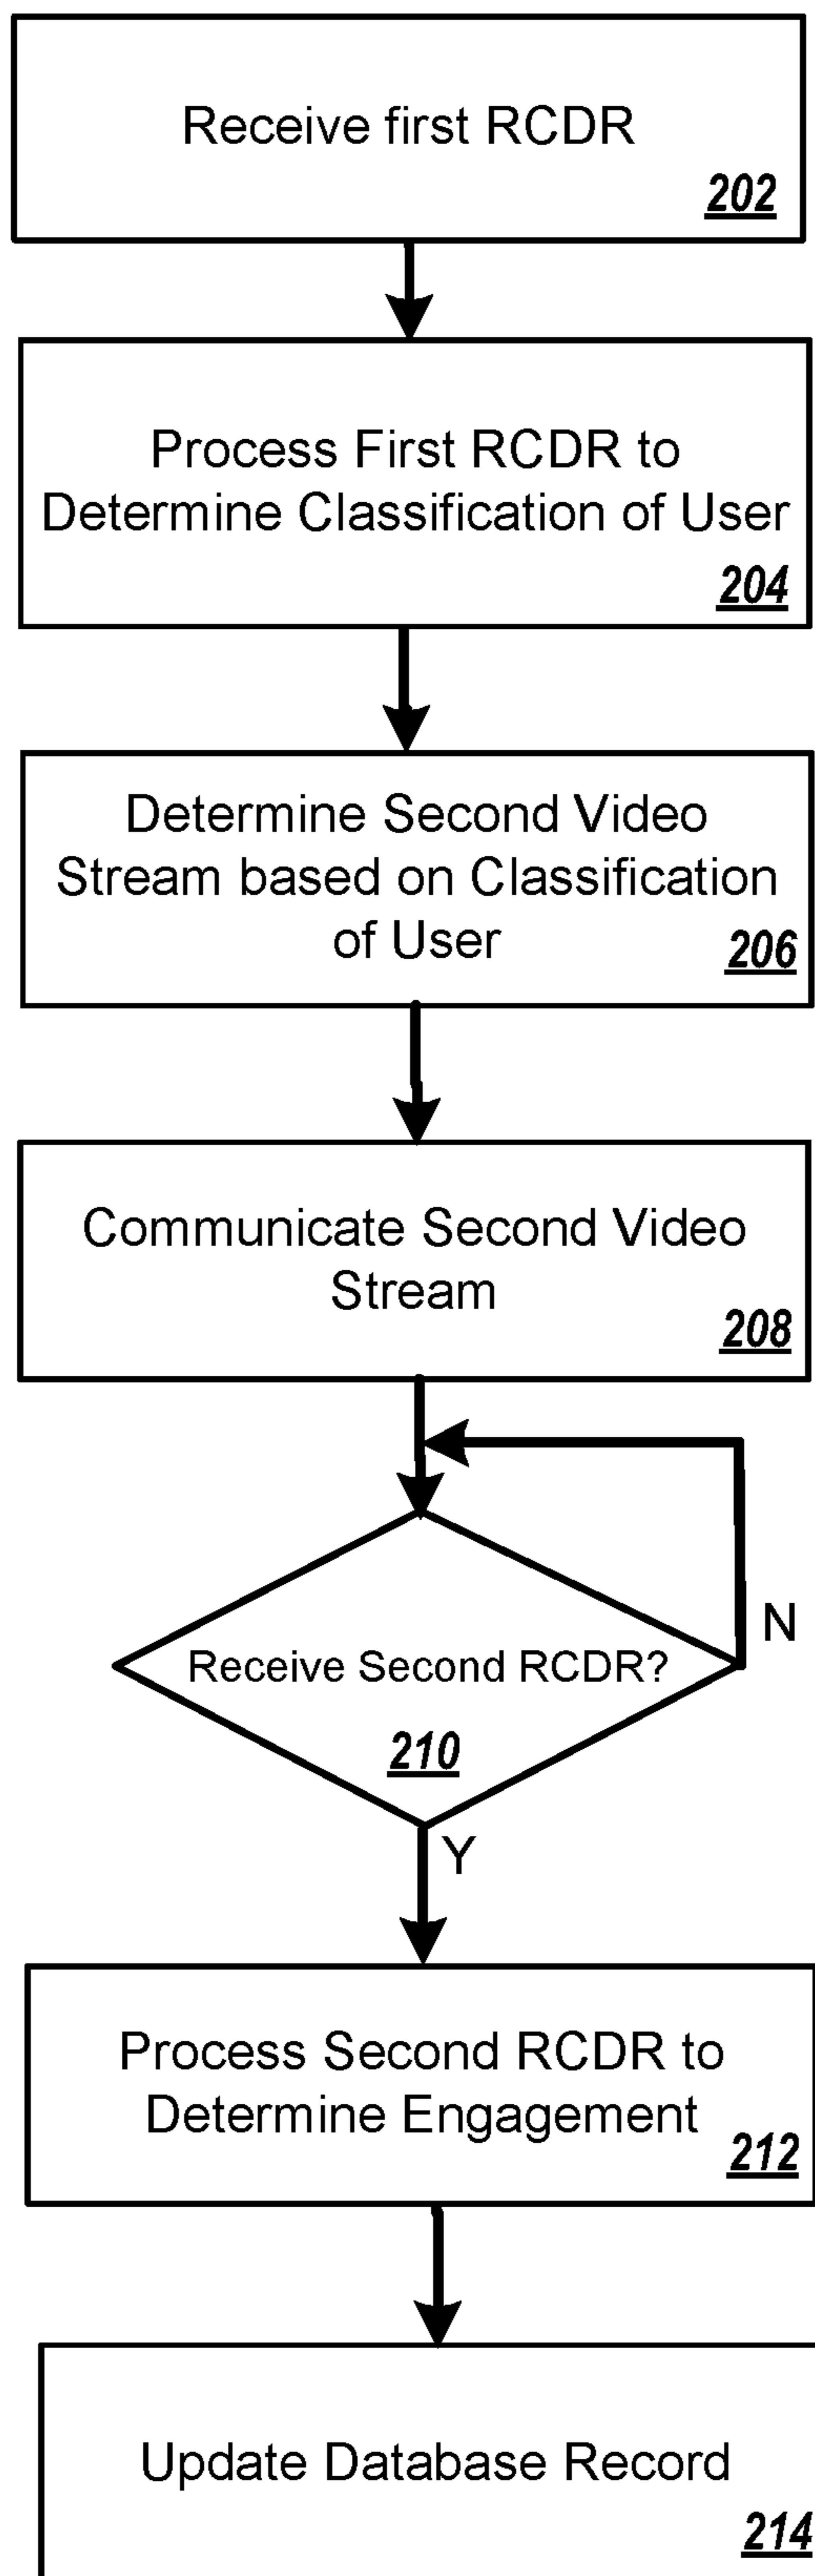 Receive first RCDR
202
Process First RCDR to
Determine Classification of User
204
Determine Second Video
Stream based on Classification
of User
206
Communicate Second Video
Stream
208
Receive Second RCDR?
N
210
Y
Process Second RCDR to
Determine Engagement
212
Update Database Record
214